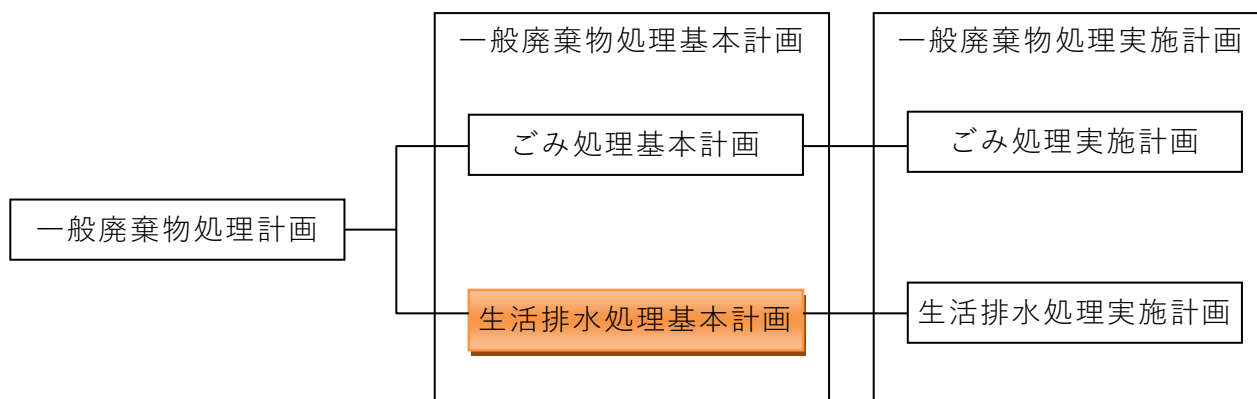 一般廃棄物処理基本計画
一般廃棄物処理実施計画
ごみ処理基本計画
ごみ処理実施計画
一般廃棄物処理計画
生活排水処理基本計画
生活排水処理実施計画